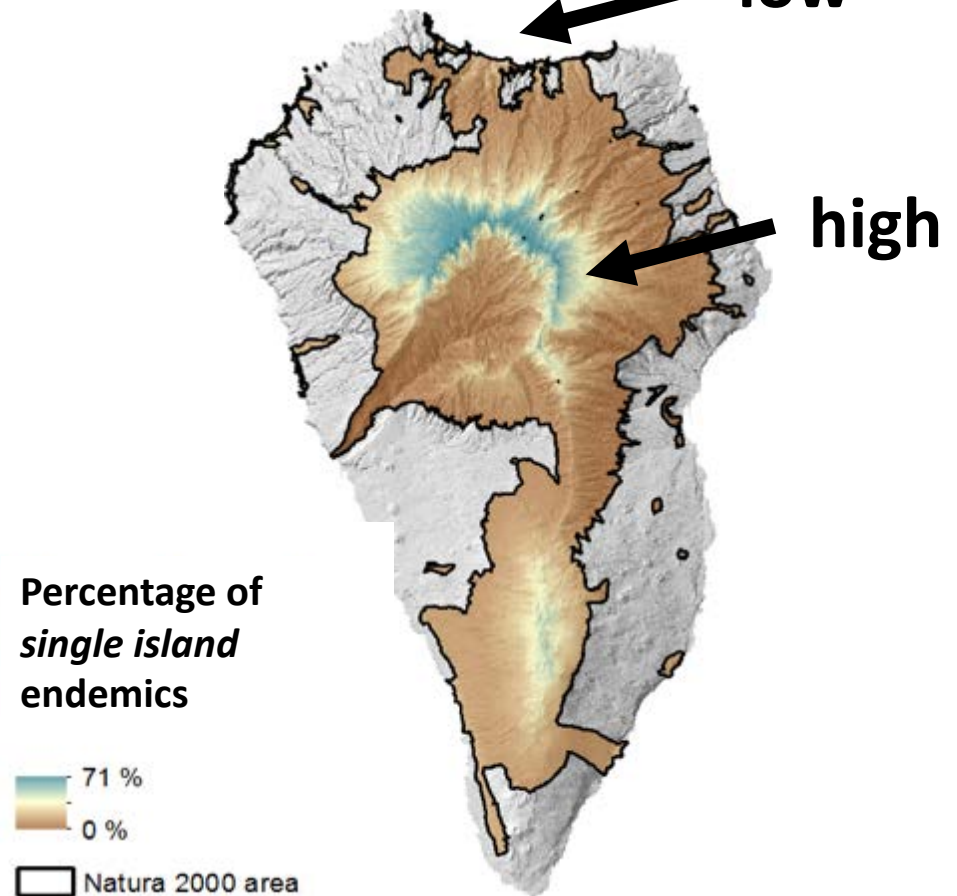 low
high
Percentage of
single island
endemics
71 %
0 %
Natura 2000 area